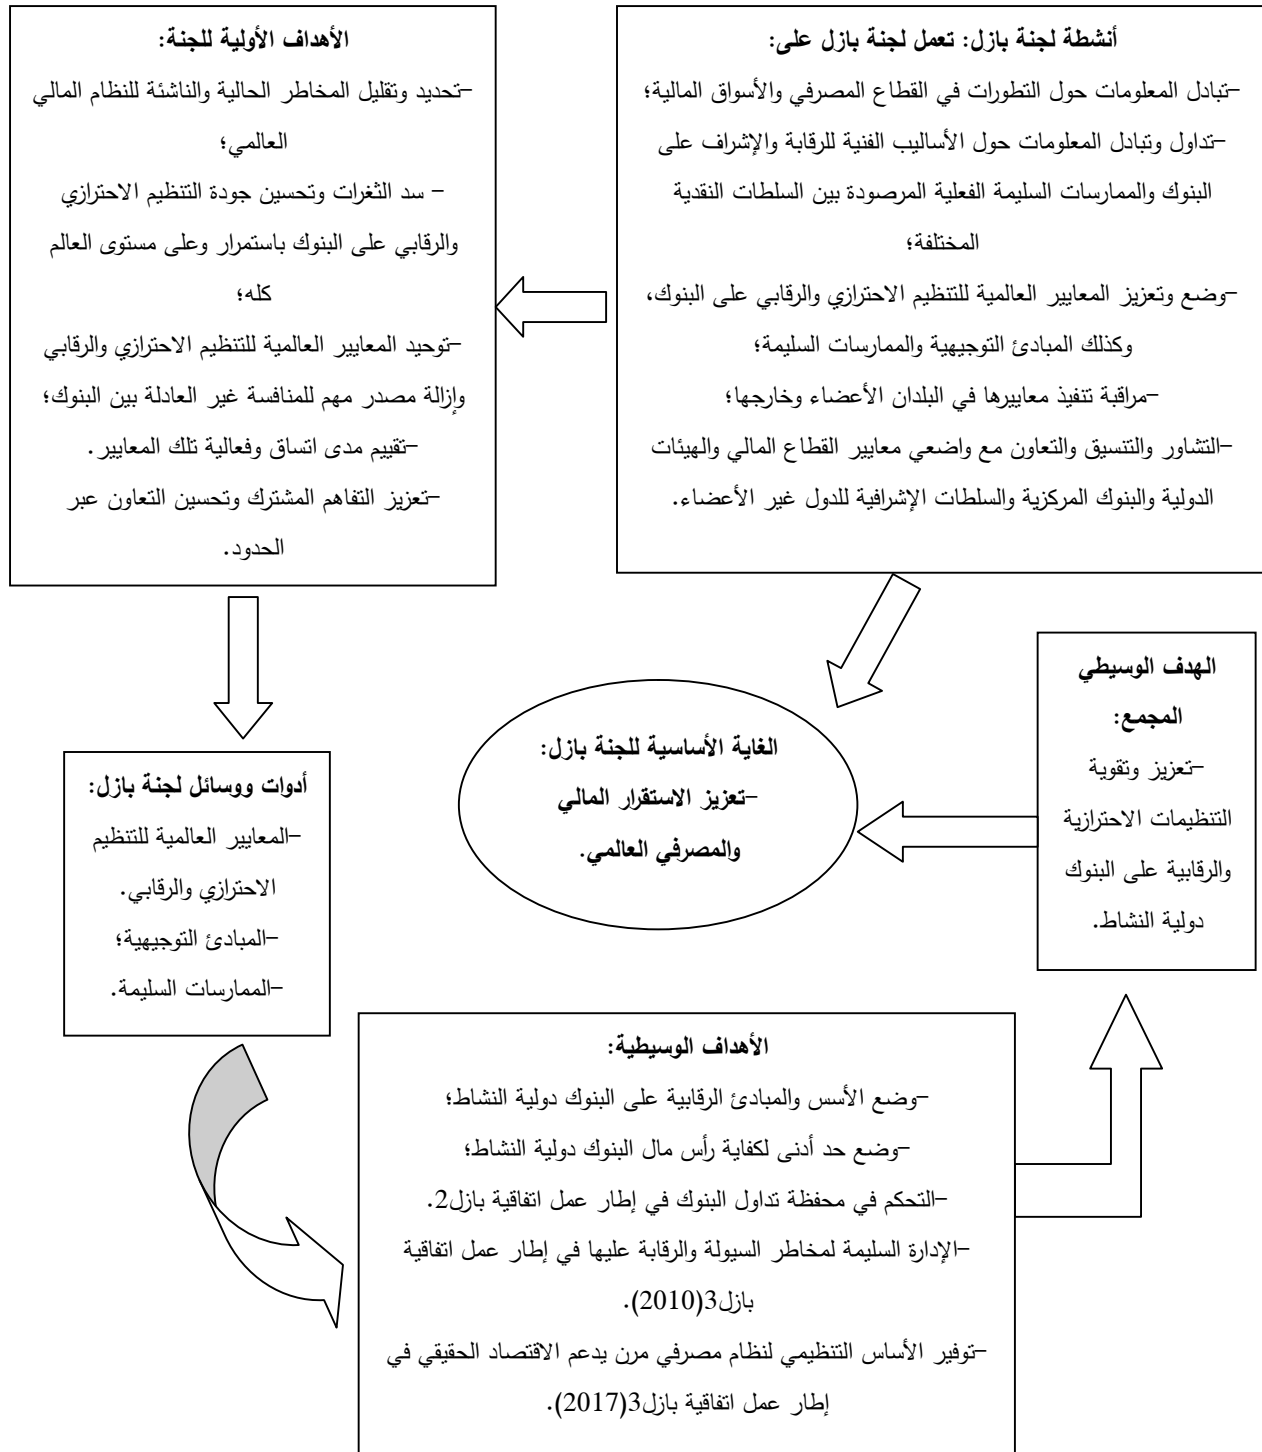 أنشطة لجنة بازل: تعمل لجنة بازل على:
–تبادل المعلومات حول التطورات في القطاع المصرفي والأسواق المالية؛
–تداول وتبادل المعلومات حول الأساليب الفنية للرقابة والإشراف على
البنوك والممارسات السليمة الفعلية المرصودة بين السلطات النقدية
المختلفة؛
–وضع وتعزيز المعايير العالمية للتنظيم الاحترازي والرقابي على البنوك،
وكذلك المبادئ التوجيهية والممارسات السليمة؛
–مراقبة تنفيذ معاييرها في البلدان الأعضاء وخارجها؛
–التشاور والتنسيق والتعاون مع واضعي معايير القطاع المالي والهيئات
الدولية والبنوك المركزية والسلطات الإشرافية للدول غير الأعضاء.
الأهداف الأولية للجنة:
–تحديد وتقليل المخاطر الحالية والناشئة للنظام المالي
العالمي؛
– سد الثغرات وتحسين جودة التنظيم الاحترازي
والرقابي على البنوك باستمرار وعلى مستوى العالم
كله؛
–توحيد المعايير العالمية للتنظيم الاحترازي والرقابي
وإزالة مصدر مهم للمنافسة غير العادلة بين البنوك؛
–تقييم مدى اتساق وفعالية تلك المعايير.
–تعزيز التفاهم المشترك وتحسين التعاون عبر
الحدود.
أدوات ووسائل لجنة بازل:
–المعايير العالمية للتنظيم
الاحترازي والرقابي.
–المبادئ التوجيهية؛
–الممارسات السليمة.
الأهداف الوسيطية:
–وضع الأسس والمبادئ الرقابية على البنوك دولية النشاط؛
–وضع حد أدنى لكفاية رأس مال البنوك دولية النشاط؛
–التحكم في محفظة تداول البنوك في إطار عمل اتفاقية بازل2.
–الإدارة السليمة لمخاطر السيولة والرقابة عليها في إطار عمل اتفاقية
بازل3(2010).
–توفير الأساس التنظيمي لنظام مصرفي مرن يدعم الاقتصاد الحقيقي في
إطار عمل اتفاقية بازل3(2017).
الهدف الوسيطي
المجمع:
–تعزيز وتقوية
التنظيمات الاحترازية
والرقابية على البنوك
دولية النشاط.
الغاية الأساسية للجنة بازل:
–تعزيز الاستقرار المالي
والمصرفي العالمي.